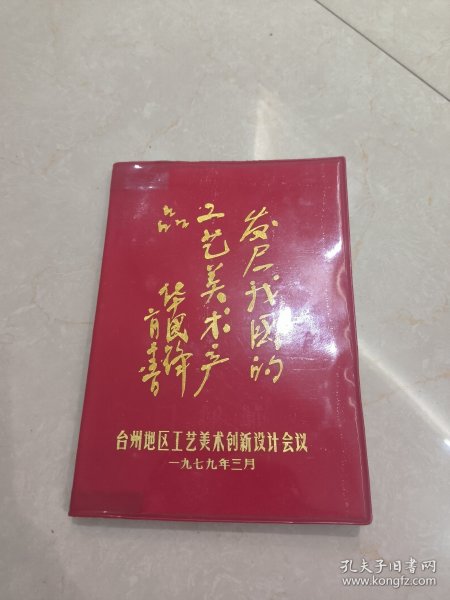 发展我国的
工艺美术产
品
华国锋
台州地区工艺美术创新设计会议
一九七九年三月
孔夫子旧书网
www.kongfz.com